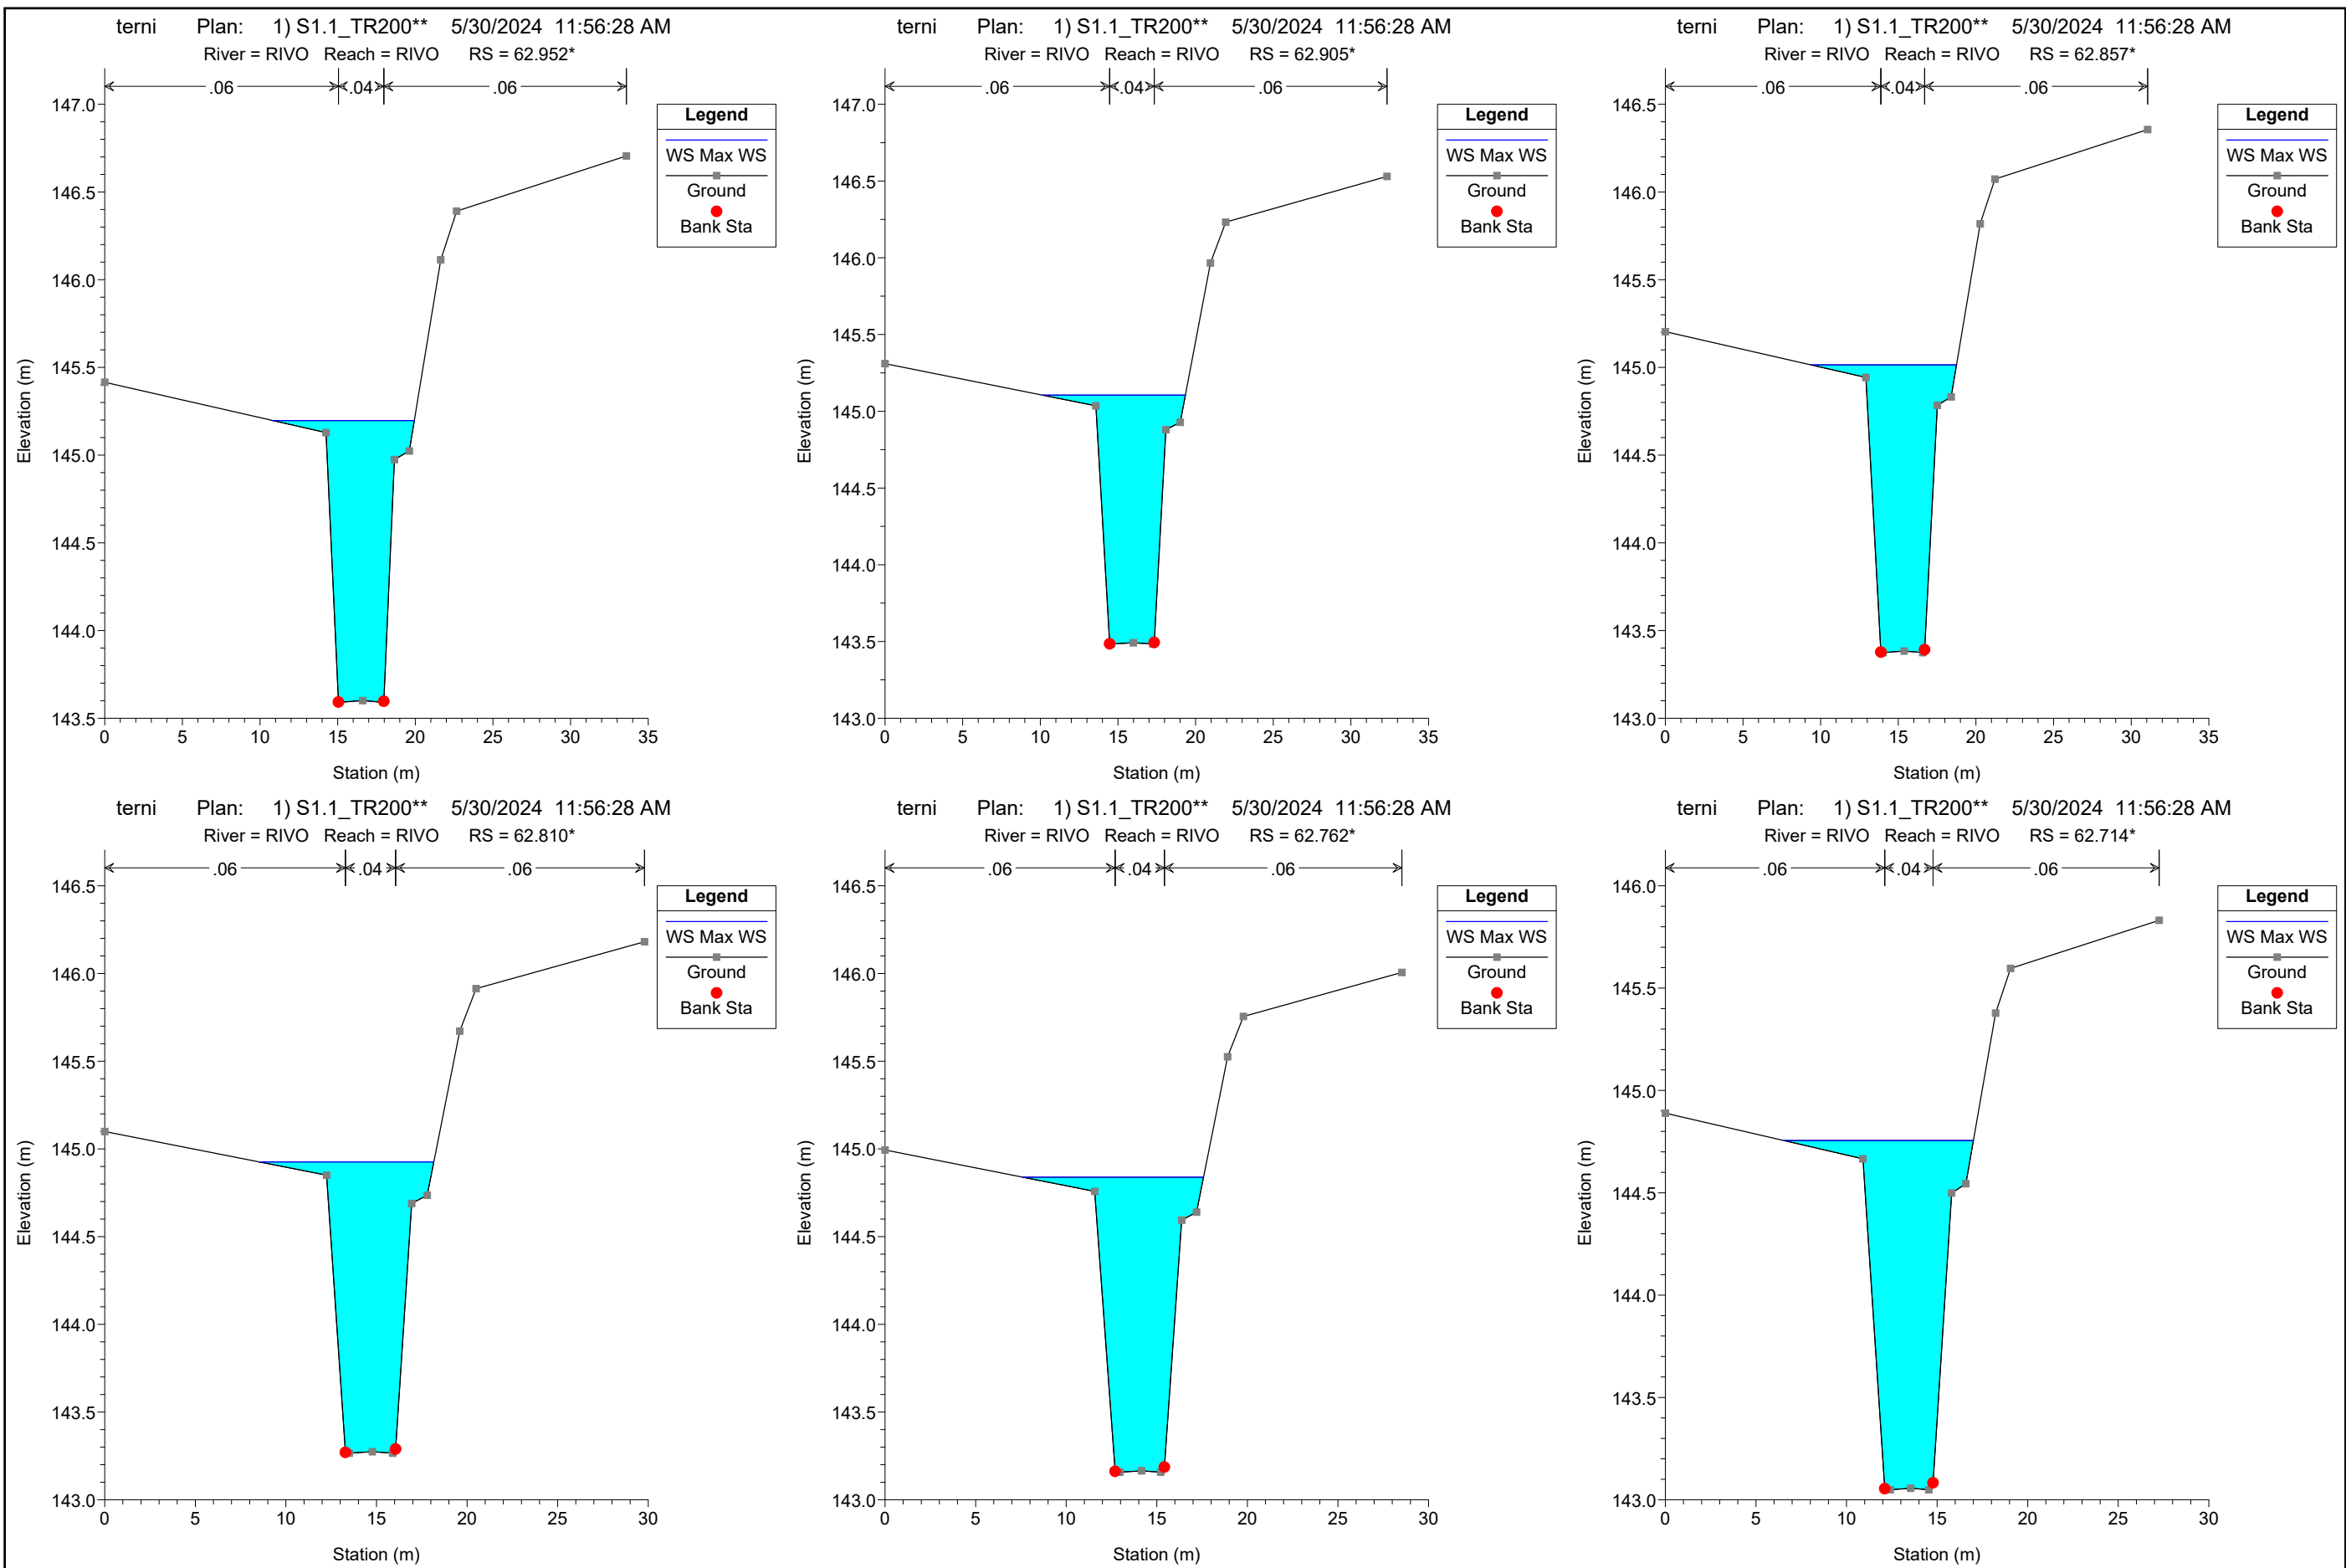 terni Plan: 1) S1.1_TR200** 5/30/2024 11:56:28 AM
River = RIVO Reach = RIVO RS = 62.952*
.06 .04 .06
Legend
WS Max WS
Ground
Bank Sta
147.0
146.5
146.0
145.5
145.0
144.5
144.0
143.5
Elevation (m)
0 5 10 15 20 25 30 35
Station (m)
terni Plan: 1) S1.1_TR200** 5/30/2024 11:56:28 AM
River = RIVO Reach = RIVO RS = 62.905*
.06 .04 .06
Legend
WS Max WS
Ground
Bank Sta
147.0
146.5
146.0
145.5
145.0
144.5
144.0
143.5
143.0
Elevation (m)
0 5 10 15 20 25 30 35
Station (m)
terni Plan: 1) S1.1_TR200** 5/30/2024 11:56:28 AM
River = RIVO Reach = RIVO RS = 62.857*
.06 .04 .06
Legend
WS Max WS
Ground
Bank Sta
146.5
146.0
145.5
145.0
144.5
144.0
143.5
143.0
Elevation (m)
0 5 10 15 20 25 30 35
Station (m)
terni Plan: 1) S1.1_TR200** 5/30/2024 11:56:28 AM
River = RIVO Reach = RIVO RS = 62.810*
.06 .04 .06
Legend
WS Max WS
Ground
Bank Sta
146.5
146.0
145.5
145.0
144.5
144.0
143.5
143.0
Elevation (m)
0 5 10 15 20 25 30
Station (m)
terni Plan: 1) S1.1_TR200** 5/30/2024 11:56:28 AM
River = RIVO Reach = RIVO RS = 62.762*
.06 .04 .06
Legend
WS Max WS
Ground
Bank Sta
146.5
146.0
145.5
145.0
144.5
144.0
143.5
143.0
Elevation (m)
0 5 10 15 20 25 30
Station (m)
terni Plan: 1) S1.1_TR200** 5/30/2024 11:56:28 AM
River = RIVO Reach = RIVO RS = 62.714*
.06 .04 .06
Legend
WS Max WS
Ground
Bank Sta
146.0
145.5
145.0
144.5
144.0
143.5
143.0
Elevation (m)
0 5 10 15 20 25 30
Station (m)